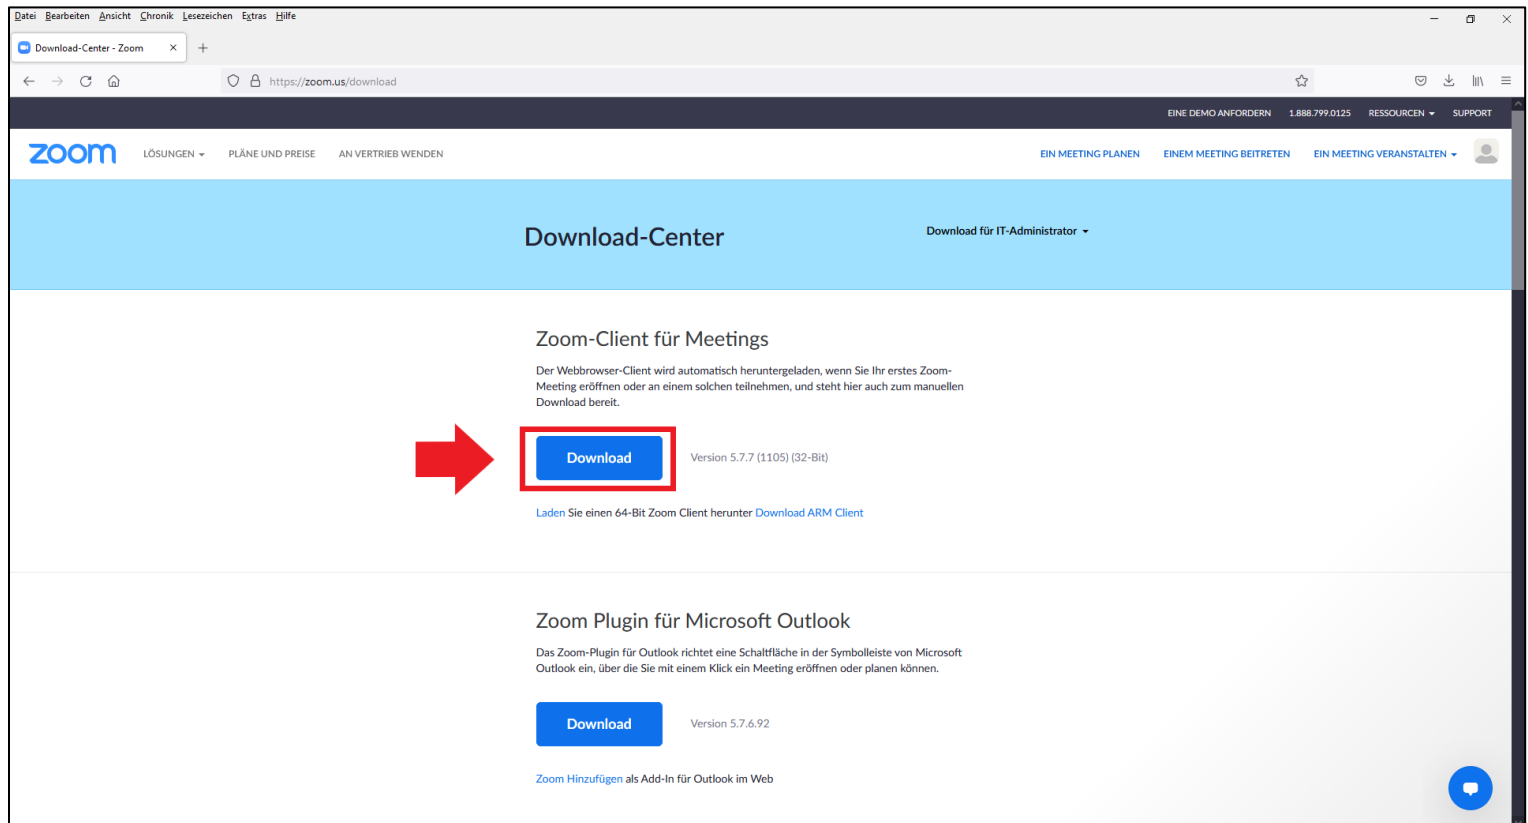 Datei Bearbeiten Ansicht Chronik Lesezeichen Extras Hilfe
Download-Center - Zoom
https://zoom.us/download
EINE DEMO ANFORDERN 1.888.799.0125 RESSOURCEN SUPPORT
zoom LÖSUNGEN PLÄNE UND PREISE AN VERTRIEB WENDEN EIN MEETING PLANEN EINEM MEETING BEITRETEN EIN MEETING VERANSTALTEN
Download-Center
Download für IT-Administrator
Zoom-Client für Meetings
Der Webbrowser-Client wird automatisch heruntergeladen, wenn Sie Ihr erstes Zoom-
Meeting eröffnen oder an einem solchen teilnehmen, und steht hier auch zum manuellen
Download bereit.
Download Version 5.7.7 (1105) (32-Bit)
Laden Sie einen 64-Bit Zoom Client herunter Download ARM Client
Zoom Plugin für Microsoft Outlook
Das Zoom-Plugin für Outlook richtet eine Schaltfläche in der Symbolleiste von Microsoft
Outlook ein, über die Sie mit einem Klick ein Meeting eröffnen oder planen können.
Download Version 5.7.6.92
Zoom Hinzufügen als Add-In für Outlook im Web